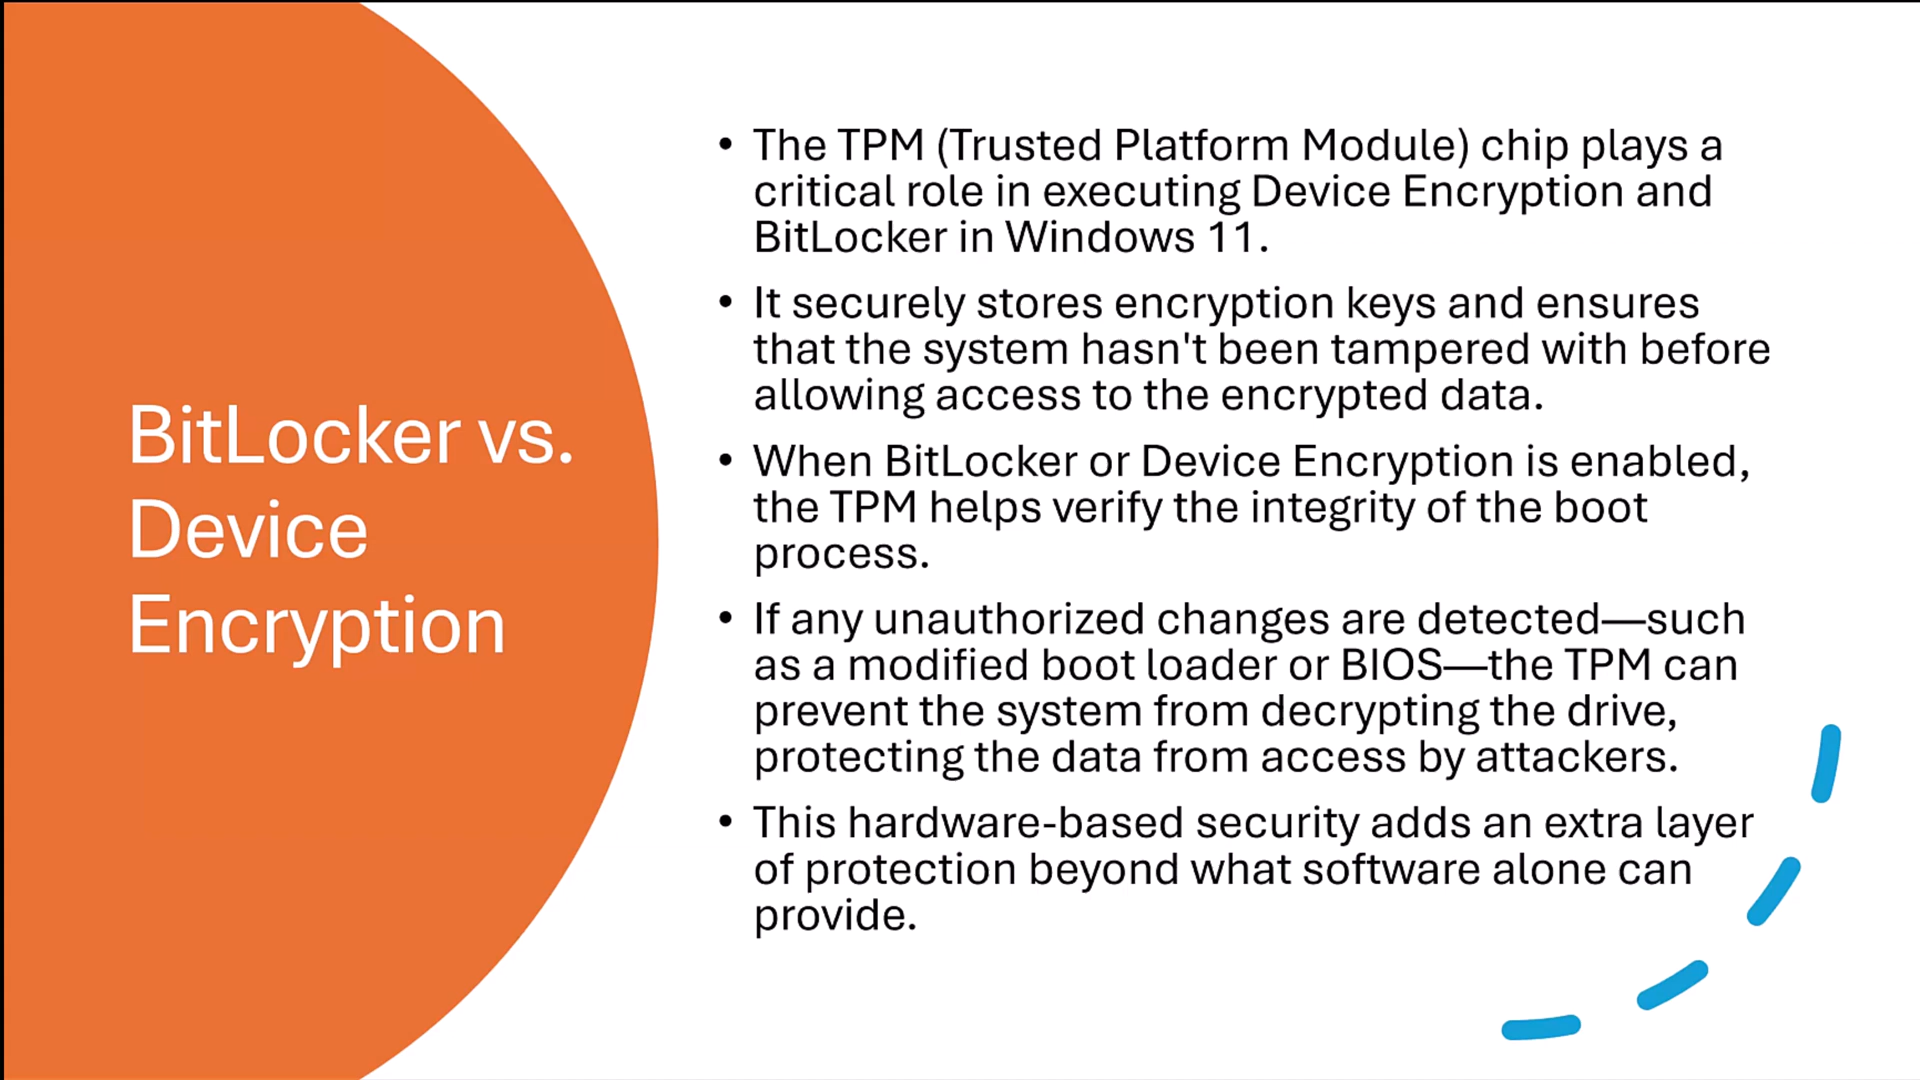 BitLocker vs.
Device
Encryption
• The TPM (Trusted Platform Module) chip plays a
critical role in executing Device Encryption and
BitLocker in Windows 11.
• It securely stores encryption keys and ensures
that the system hasn't been tampered with before
allowing access to the encrypted data.
• When BitLocker or Device Encryption is enabled,
the TPM helps verify the integrity of the boot
process.
• If any unauthorized changes are detected—such
as a modified boot loader or BIOS—the TPM can
prevent the system from decrypting the drive,
protecting the data from access by attackers.
• This hardware-based security adds an extra layer
of protection beyond what software alone can
provide.